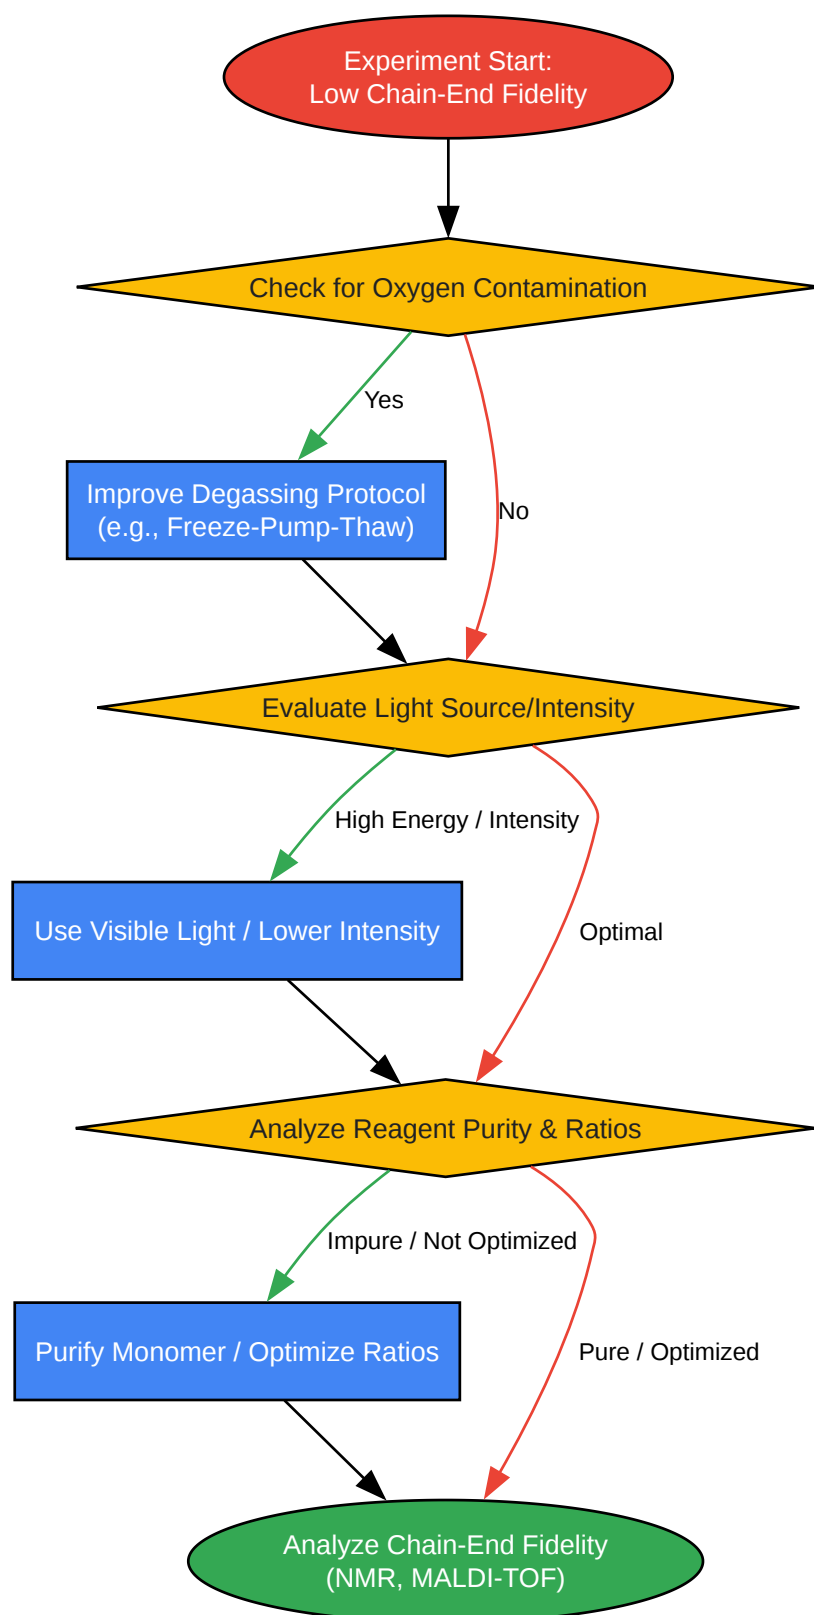 Experiment Start:
Low Chain-End Fidelity
Check for Oxygen Contamination
Yes
Improve Degassing Protocol
(e.g., Freeze-Pump-Thaw)
No
Evaluate Light Source/Intensity
High Energy / Intensity
Use Visible Light / Lower Intensity
Optimal
Analyze Reagent Purity & Ratios
Impure / Not Optimized
Purify Monomer / Optimize Ratios
Pure / Optimized
Analyze Chain-End Fidelity
(NMR, MALDI-TOF)